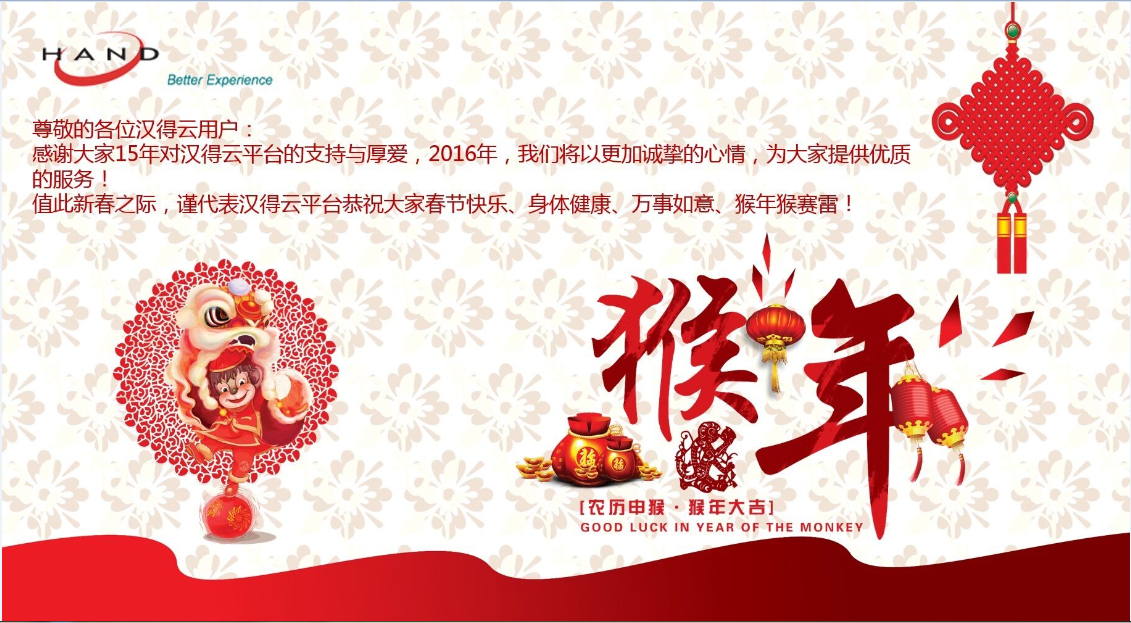 HAND
Better Experience
尊敬的各位汉得云用户：
感谢大家15年对汉得云平台的支持与厚爱，2016年，我们将以更加诚挚的心情，为大家提供优质
的服务！
值此新春之际，谨代表汉得云平台恭祝大家春节快乐、身体健康、万事如意、猴年猴赛雷！
猴年
福 福
[农历申猴·猴年大吉]
GOOD LUCK IN YEAR OF THE MONKEY